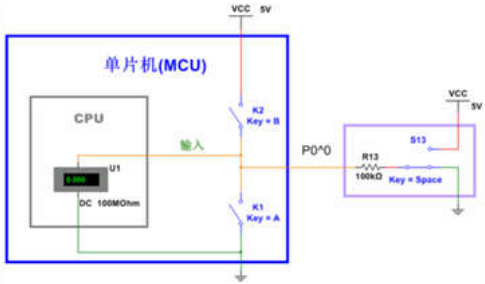 VCC 5V
单片机(MCU)
K2
Key = B
VCC
5V
CPU
输入
P0^0
S13
U1
0.000
R13
100kΩ
Key = Space
DC 100MOhm
K1
Key = A